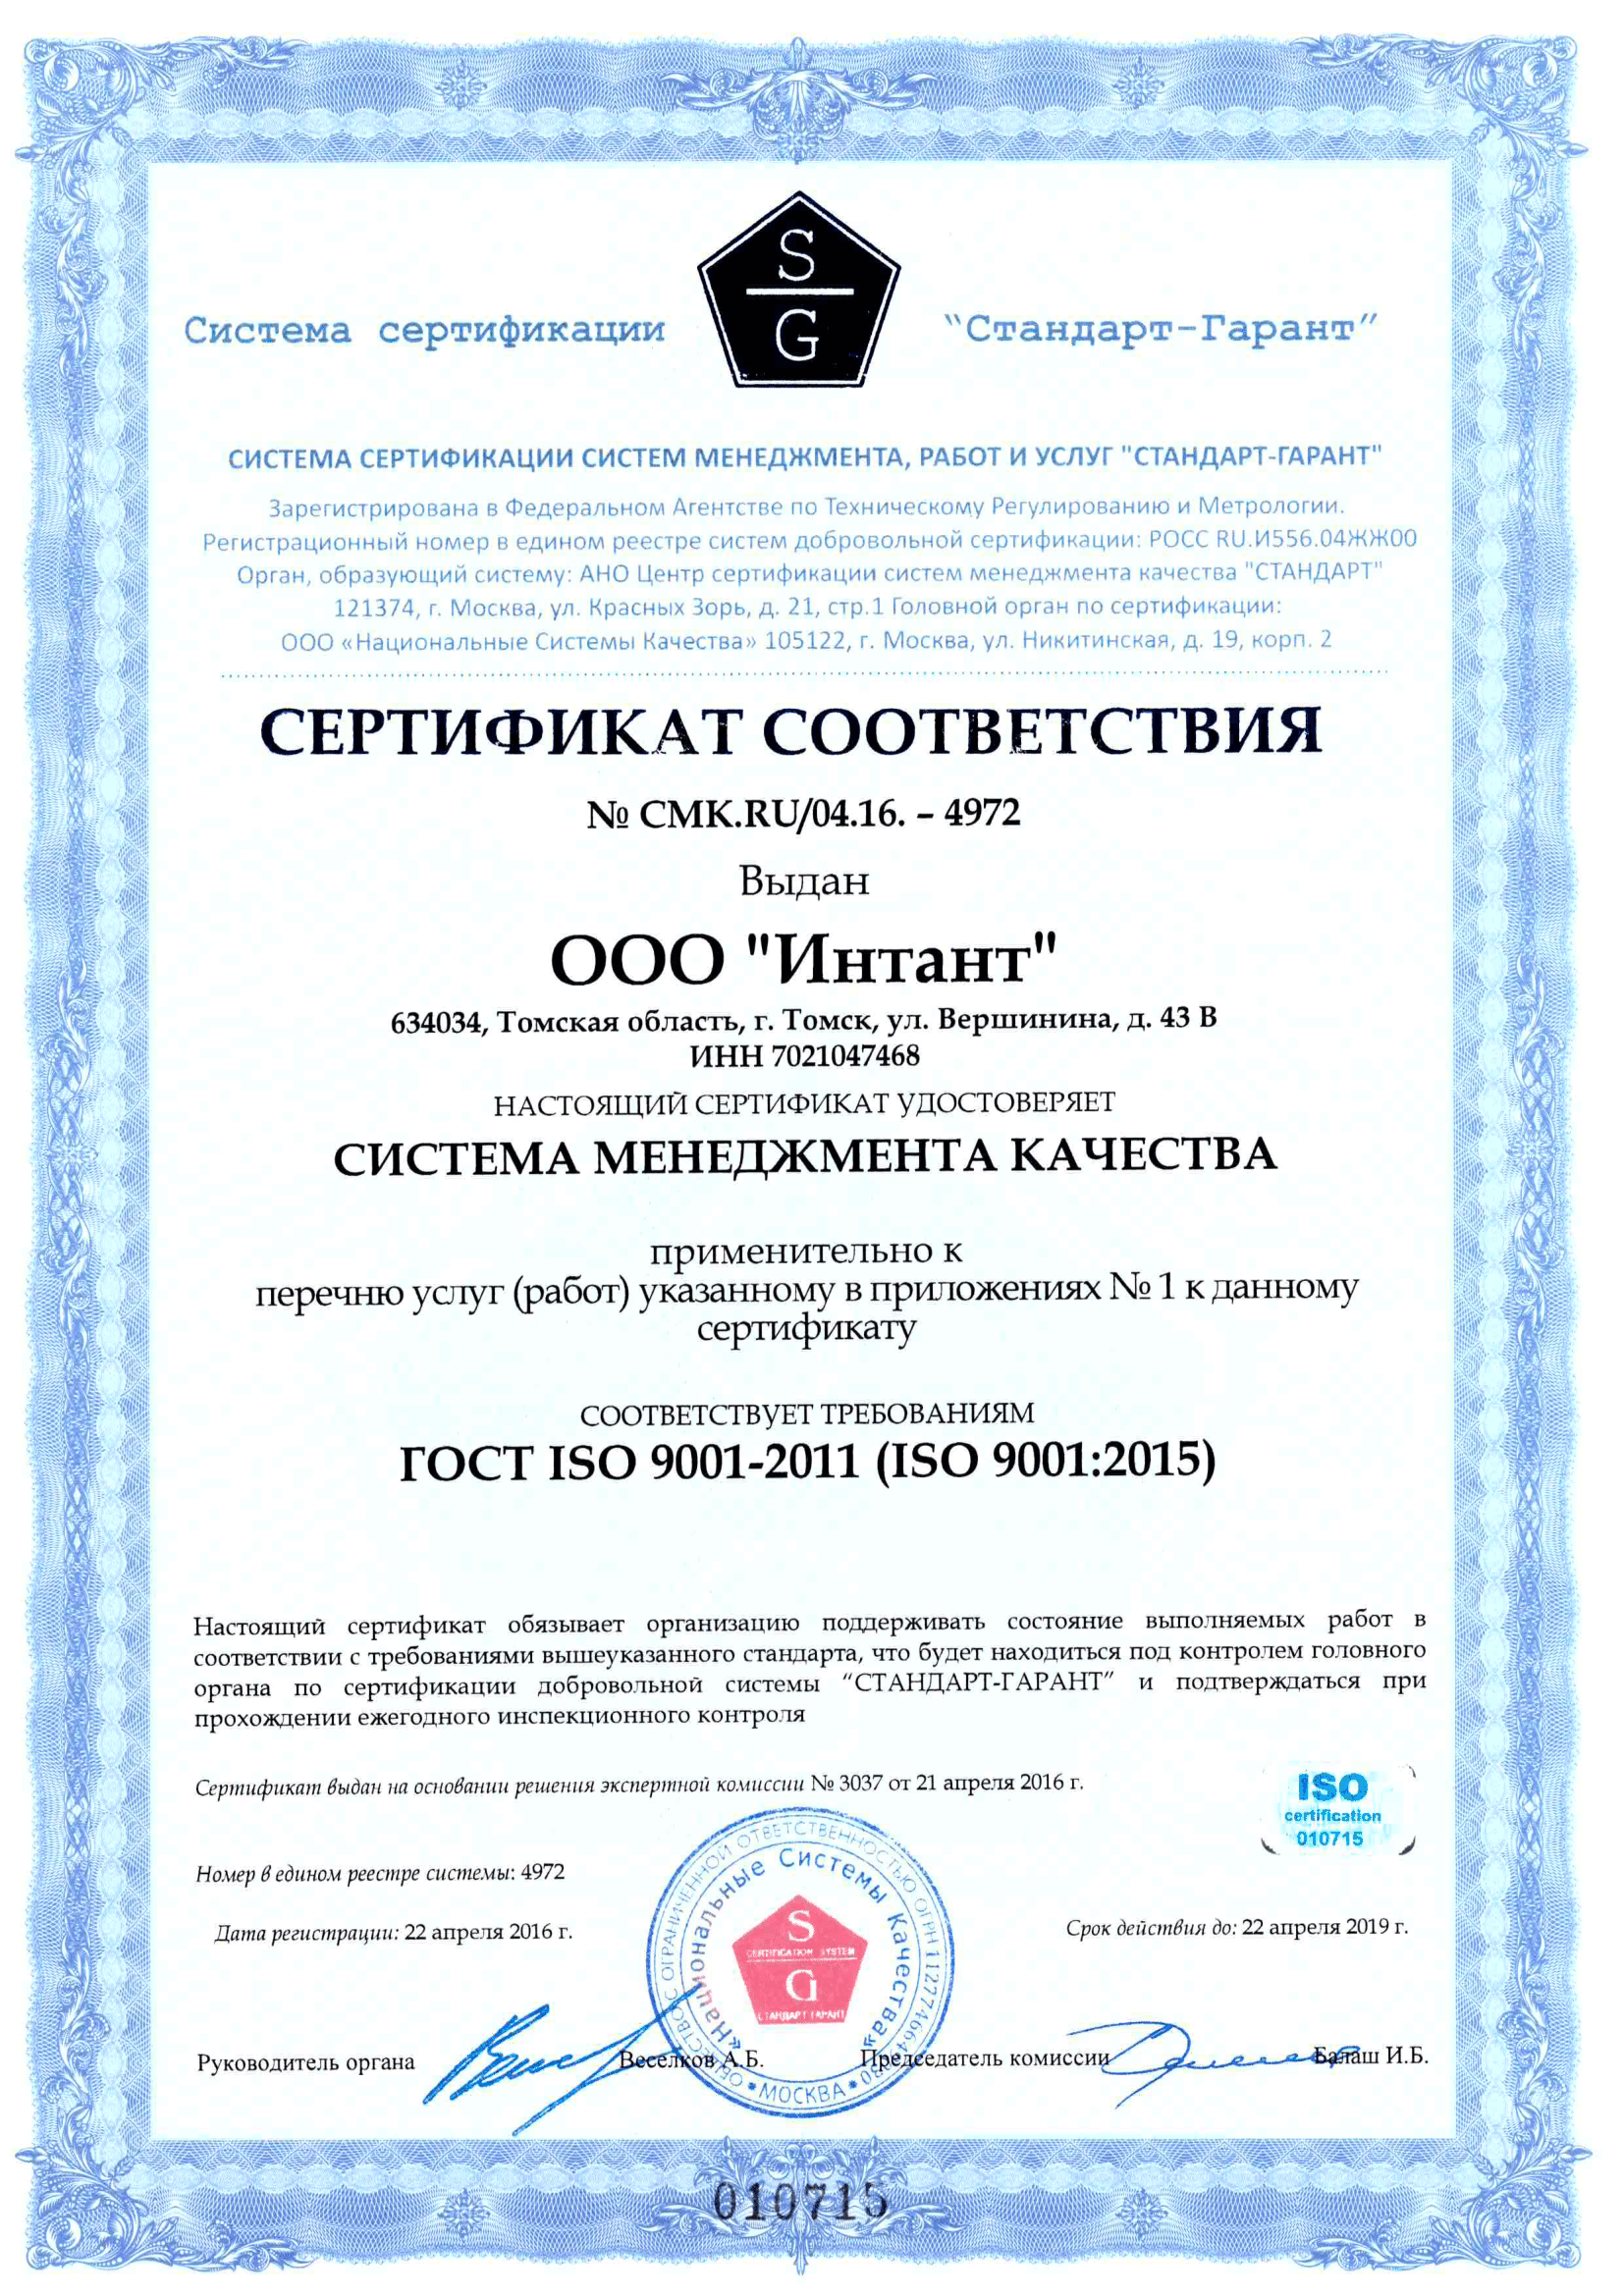 S
G
Система сертификации
“Стандарт-Гарант”
СИСТЕМА СЕРТИФИКАЦИИ СИСТЕМ МЕНЕДЖМЕНТА, РАБОТ И УСЛУГ "СТАНДАРТ-ГАРАНТ"
Зарегистрирована в Федеральном Агентстве по Техническому Регулированию и Метрологии.
Регистрационный номер в едином реестре систем добровольной сертификации: РОСС RU.И556.04ЖЖ00
Орган, образующий систему: АНО Центр сертификации систем менеджмента качества "СТАНДАРТ"
121374, г. Москва, ул. Красных Зорь, д. 21, стр.1 Головной орган по сертификации:
ООО «Национальные Системы Качества» 105122, г. Москва, ул. Никитинская, д. 19, корп. 2
СЕРТИФИКАТ СООТВЕТСТВИЯ
№ СМК.RU/04.16. – 4972
Выдан
ООО "Интант"
634034, Томская область, г. Томск, ул. Вершинина, д. 43 В
ИНН 7021047468
НАСТОЯЩИЙ СЕРТИФИКАТ УДОСТОВЕРЯЕТ
СИСТЕМА МЕНЕДЖМЕНТА КАЧЕСТВА
применительно к
перечню услуг (работ) указанному в приложениях № 1 к данному
сертификату
СООТВЕТСТВУЕТ ТРЕБОВАНИЯМ
ГОСТ ISO 9001-2011 (ISO 9001:2015)
Настоящий сертификат обязывает организацию поддерживать состояние выполняемых работ в
соответствии с требованиями вышеуказанного стандарта, что будет находиться под контролем головного
органа по сертификации добровольной системы “СТАНДАРТ-ГАРАНТ” и подтверждаться при
прохождении ежегодного инспекционного контроля
Сертификат выдан на основании решения экспертной комиссии № 3037 от 21 апреля 2016 г.
ISO
certification
010715
Номер в едином реестре системы: 4972
Дата регистрации: 22 апреля 2016 г.
Срок действия до: 22 апреля 2019 г.
ОБЩЕСТВО С ОГРАНИЧЕННОЙ ОТВЕТСТВЕННОСТЬЮ ОГРН
• МОСКВА •
«Национальные Системы Качества»
S
CERTIFICATION SYSTEM
G
СТАНДАРТ ГАРАНТ
Руководитель органа
Веселков А.Б.
Председатель комиссии
Балаш И.Б.
010715